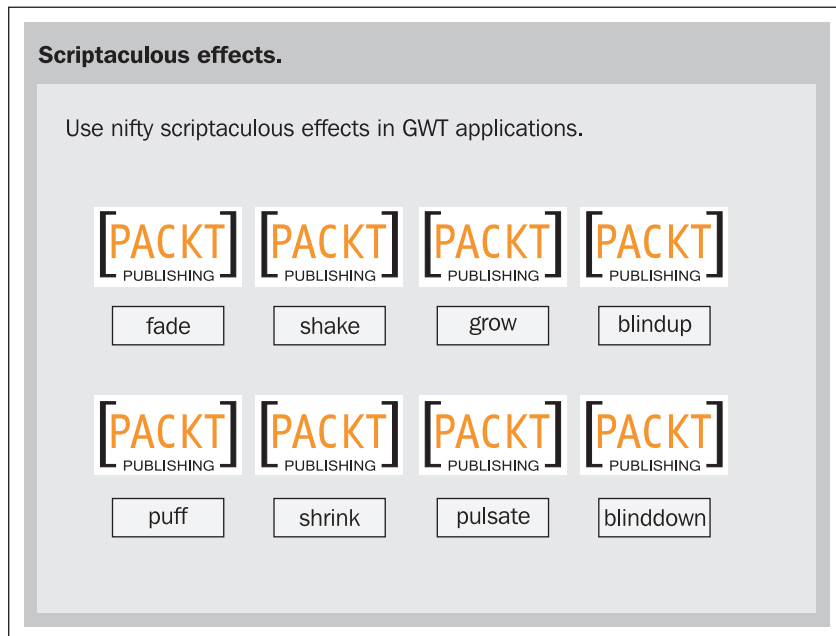 Scriptaculous effects.
Use nifty scriptaculous effects in GWT applications.
[PACKT] [PACKT] [PACKT] [PACKT]
PUBLISHING PUBLISHING PUBLISHING PUBLISHING
fade shake grow blindup
[PACKT] [PACKT] [PACKT] [PACKT]
PUBLISHING PUBLISHING PUBLISHING PUBLISHING
puff shrink pulsate blinddown